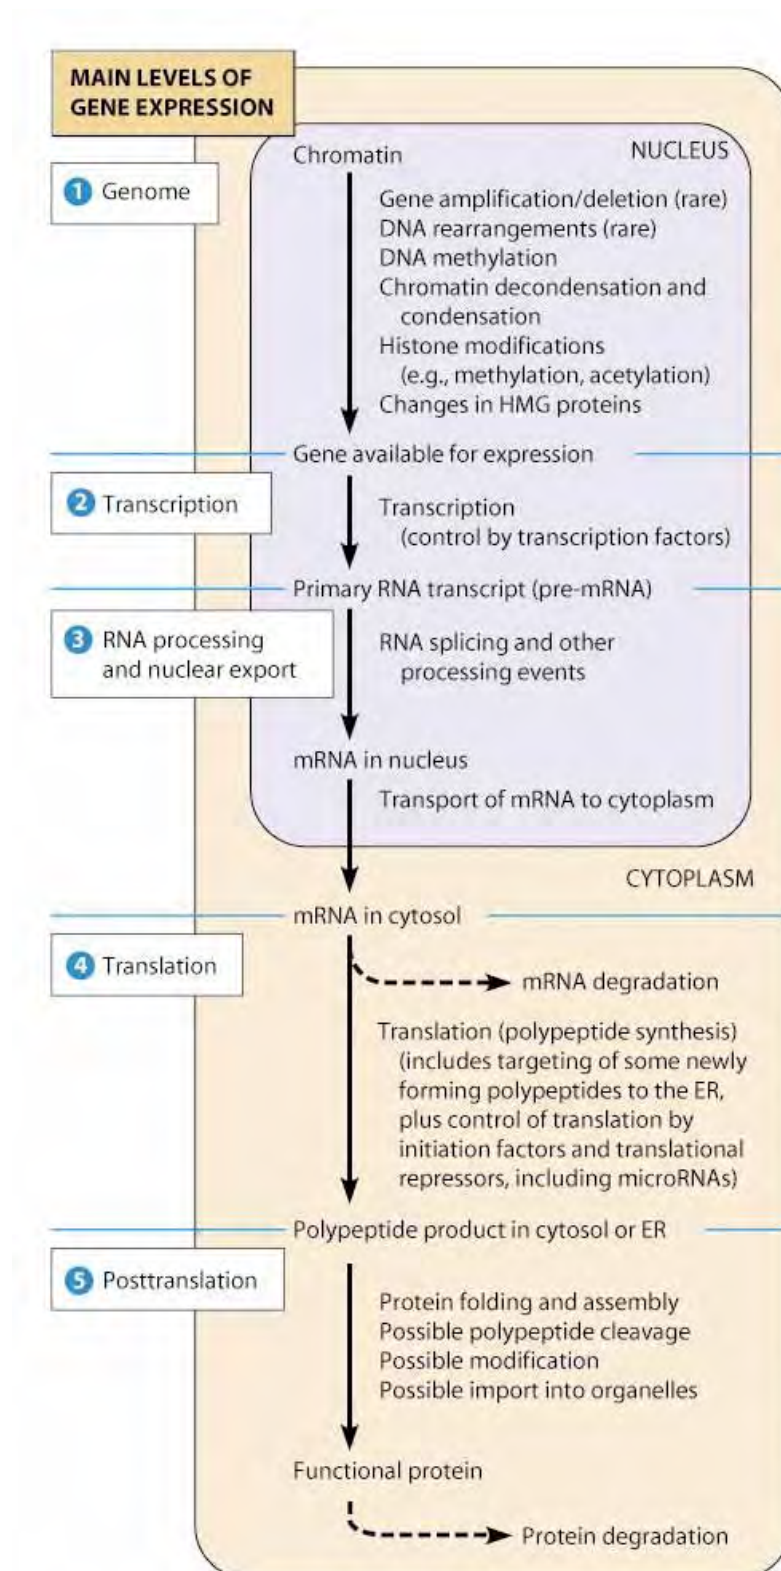 MAIN LEVELS OF
GENE EXPRESSION
NUCLEUS
Chromatin
1 Genome
Gene amplification/deletion (rare)
DNA rearrangements (rare)
DNA methylation
Chromatin decondensation and
condensation
Histone modifications
(e.g., methylation, acetylation)
Changes in HMG proteins
Gene available for expression
2 Transcription
Transcription
(control by transcription factors)
Primary RNA transcript (pre-mRNA)
3 RNA processing
and nuclear export
RNA splicing and other
processing events
mRNA in nucleus
Transport of mRNA to cytoplasm
CYTOPLASM
mRNA in cytosol
4 Translation
mRNA degradation
Translation (polypeptide synthesis)
(includes targeting of some newly
forming polypeptides to the ER,
plus control of translation by
initiation factors and translational
repressors, including microRNAs)
Polypeptide product in cytosol or ER
5 Posttranslation
Protein folding and assembly
Possible polypeptide cleavage
Possible modification
Possible import into organelles
Functional protein
Protein degradation